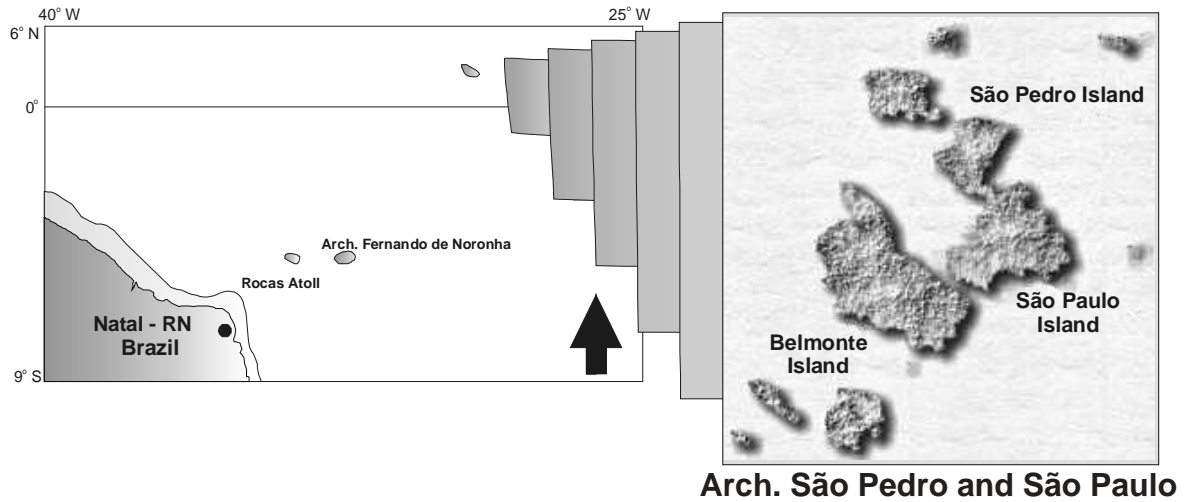 40° W
25° W
6° N
0°
São Pedro Island
Arch. Fernando de Noronha
Rocas Atoll
São Paulo
Island
Natal - RN
Brazil
Belmonte
Island
9° S
Arch. São Pedro and São Paulo